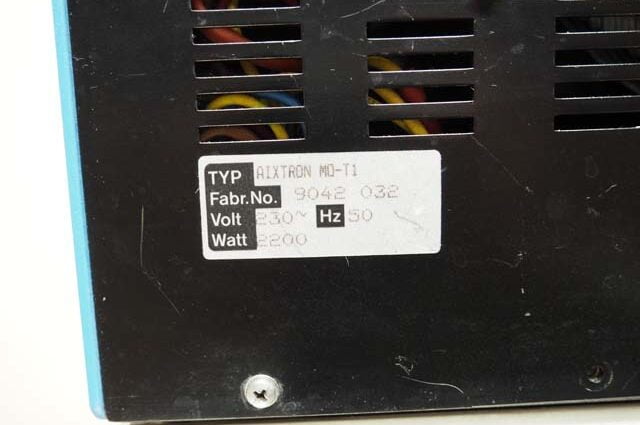 TYP AIXTRON MO-T1
Fabr.No. 9042 032
Volt 230~ Hz 50
Watt 2200